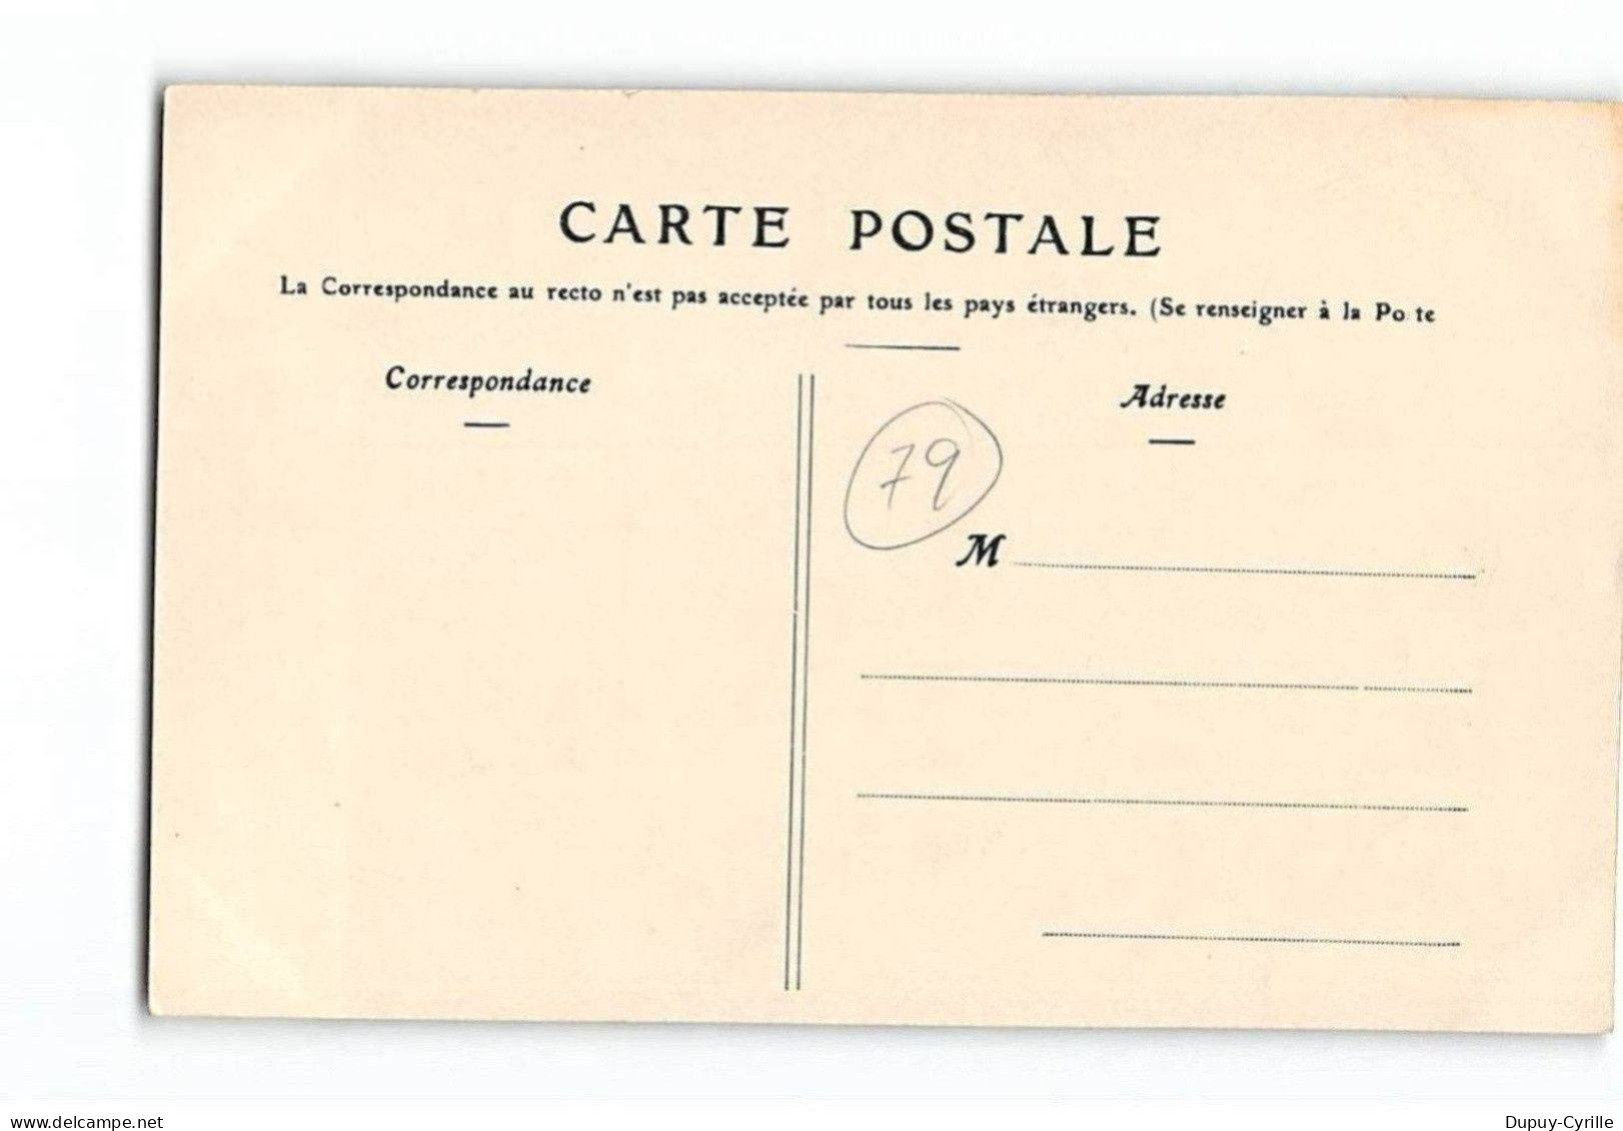 CARTE POSTALE
La Correspondance au recto n'est pas acceptée par tous les pays étrangers. (Se renseigner à la Po te
Correspondance
Adresse
79
M
www.delcampe.net
Dupuy-Cyrille